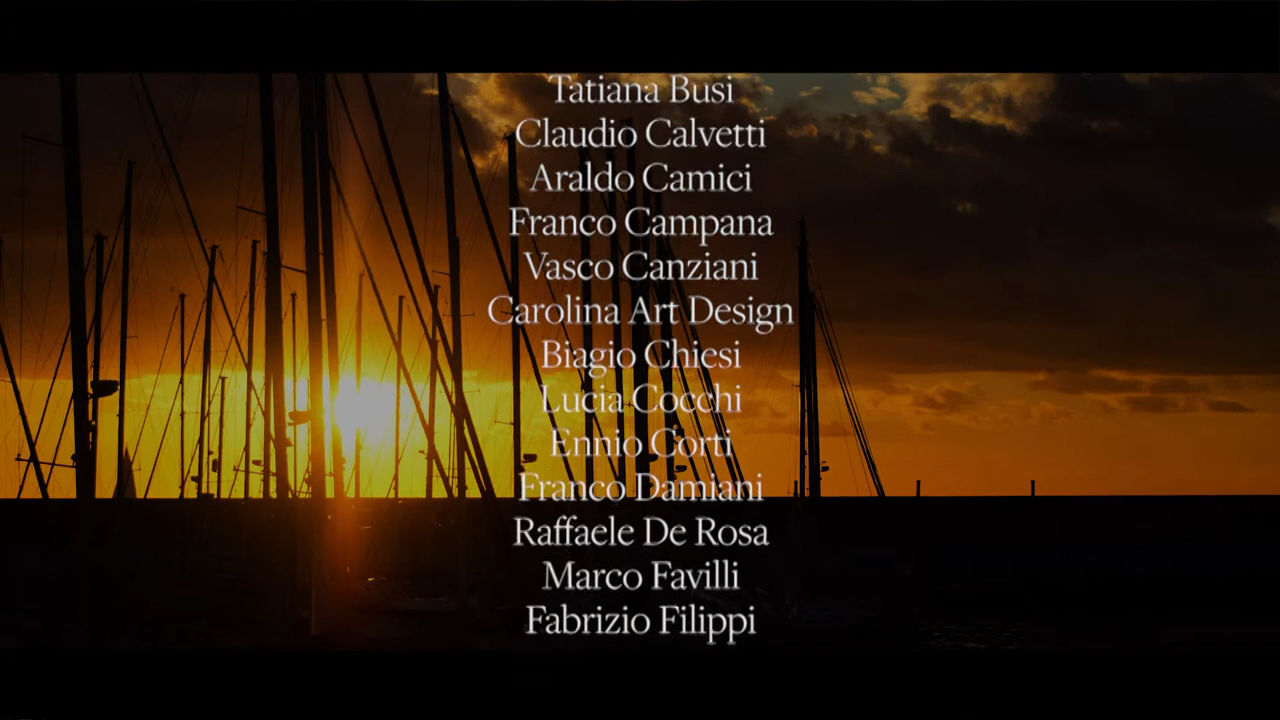 Tatiana Busi
Claudio Calvetti
Araldo Camici
Franco Campana
Vasco Canziani
Carolina Art Design
Biagio Chiesi
Lucia Cocchi
Ennio Corti
Franco Damiani
Raffaele De Rosa
Marco Favilli
Fabrizio Filippi